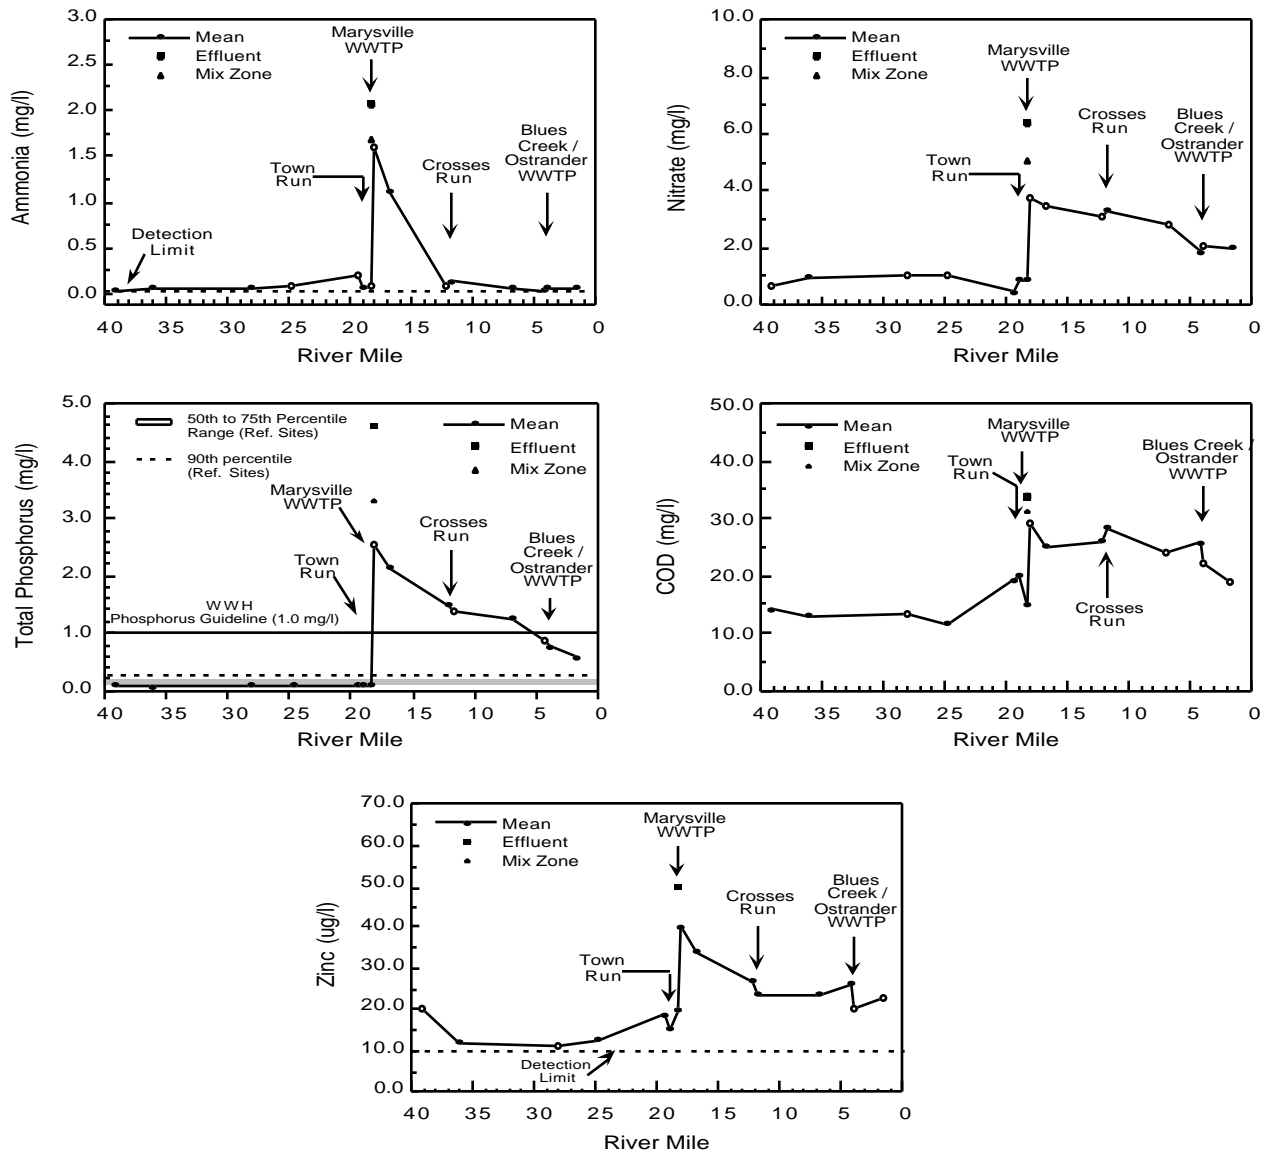 3.0
2.5
2.0
1.5
1.0
0.5
0.0
Ammonia (mg/l)
Mean
Effluent
Mix Zone
Marysville
WWTP
Town
Run
Crosses
Run
Blues
Creek /
Ostrander
WWTP
Detection
Limit
40 35 30 25 20 15 10 5 0
River Mile
10.0
8.0
6.0
4.0
2.0
0.0
Nitrate (mg/l)
Mean
Effluent
Mix Zone
Marysville
WWTP
Town
Run
Crosses
Run
Blues
Creek /
Ostrander
WWTP
40 35 30 25 20 15 10 5 0
River Mile
5.0
4.0
3.0
2.0
1.0
0.0
Total Phosphorus (mg/l)
50th to 75th Percentile
Range (Ref. Sites)
90th percentile
(Ref. Sites)
Mean
Effluent
Mix Zone
Marysville
WWTP
Town
Run
Crosses
Run
Blues
Creek /
Ostrander
WWTP
WWH
Phosphorus Guideline (1.0 mg/l)
40 35 30 25 20 15 10 5 0
River Mile
50.0
40.0
30.0
20.0
10.0
0.0
COD (mg/l)
Mean
Effluent
Mix Zone
Marysville
WWTP
Town
Run
Blues Creek /
Ostrander
WWTP
Crosses
Run
40 35 30 25 20 15 10 5 0
River Mile
70.0
60.0
50.0
40.0
30.0
20.0
10.0
0.0
Zinc (ug/l)
Mean
Effluent
Mix Zone
Marysville
WWTP
Town
Run
Crosses
Run
Blues
Creek /
Ostrander
WWTP
Detection
Limit
40 35 30 25 20 15 10 5 0
River Mile